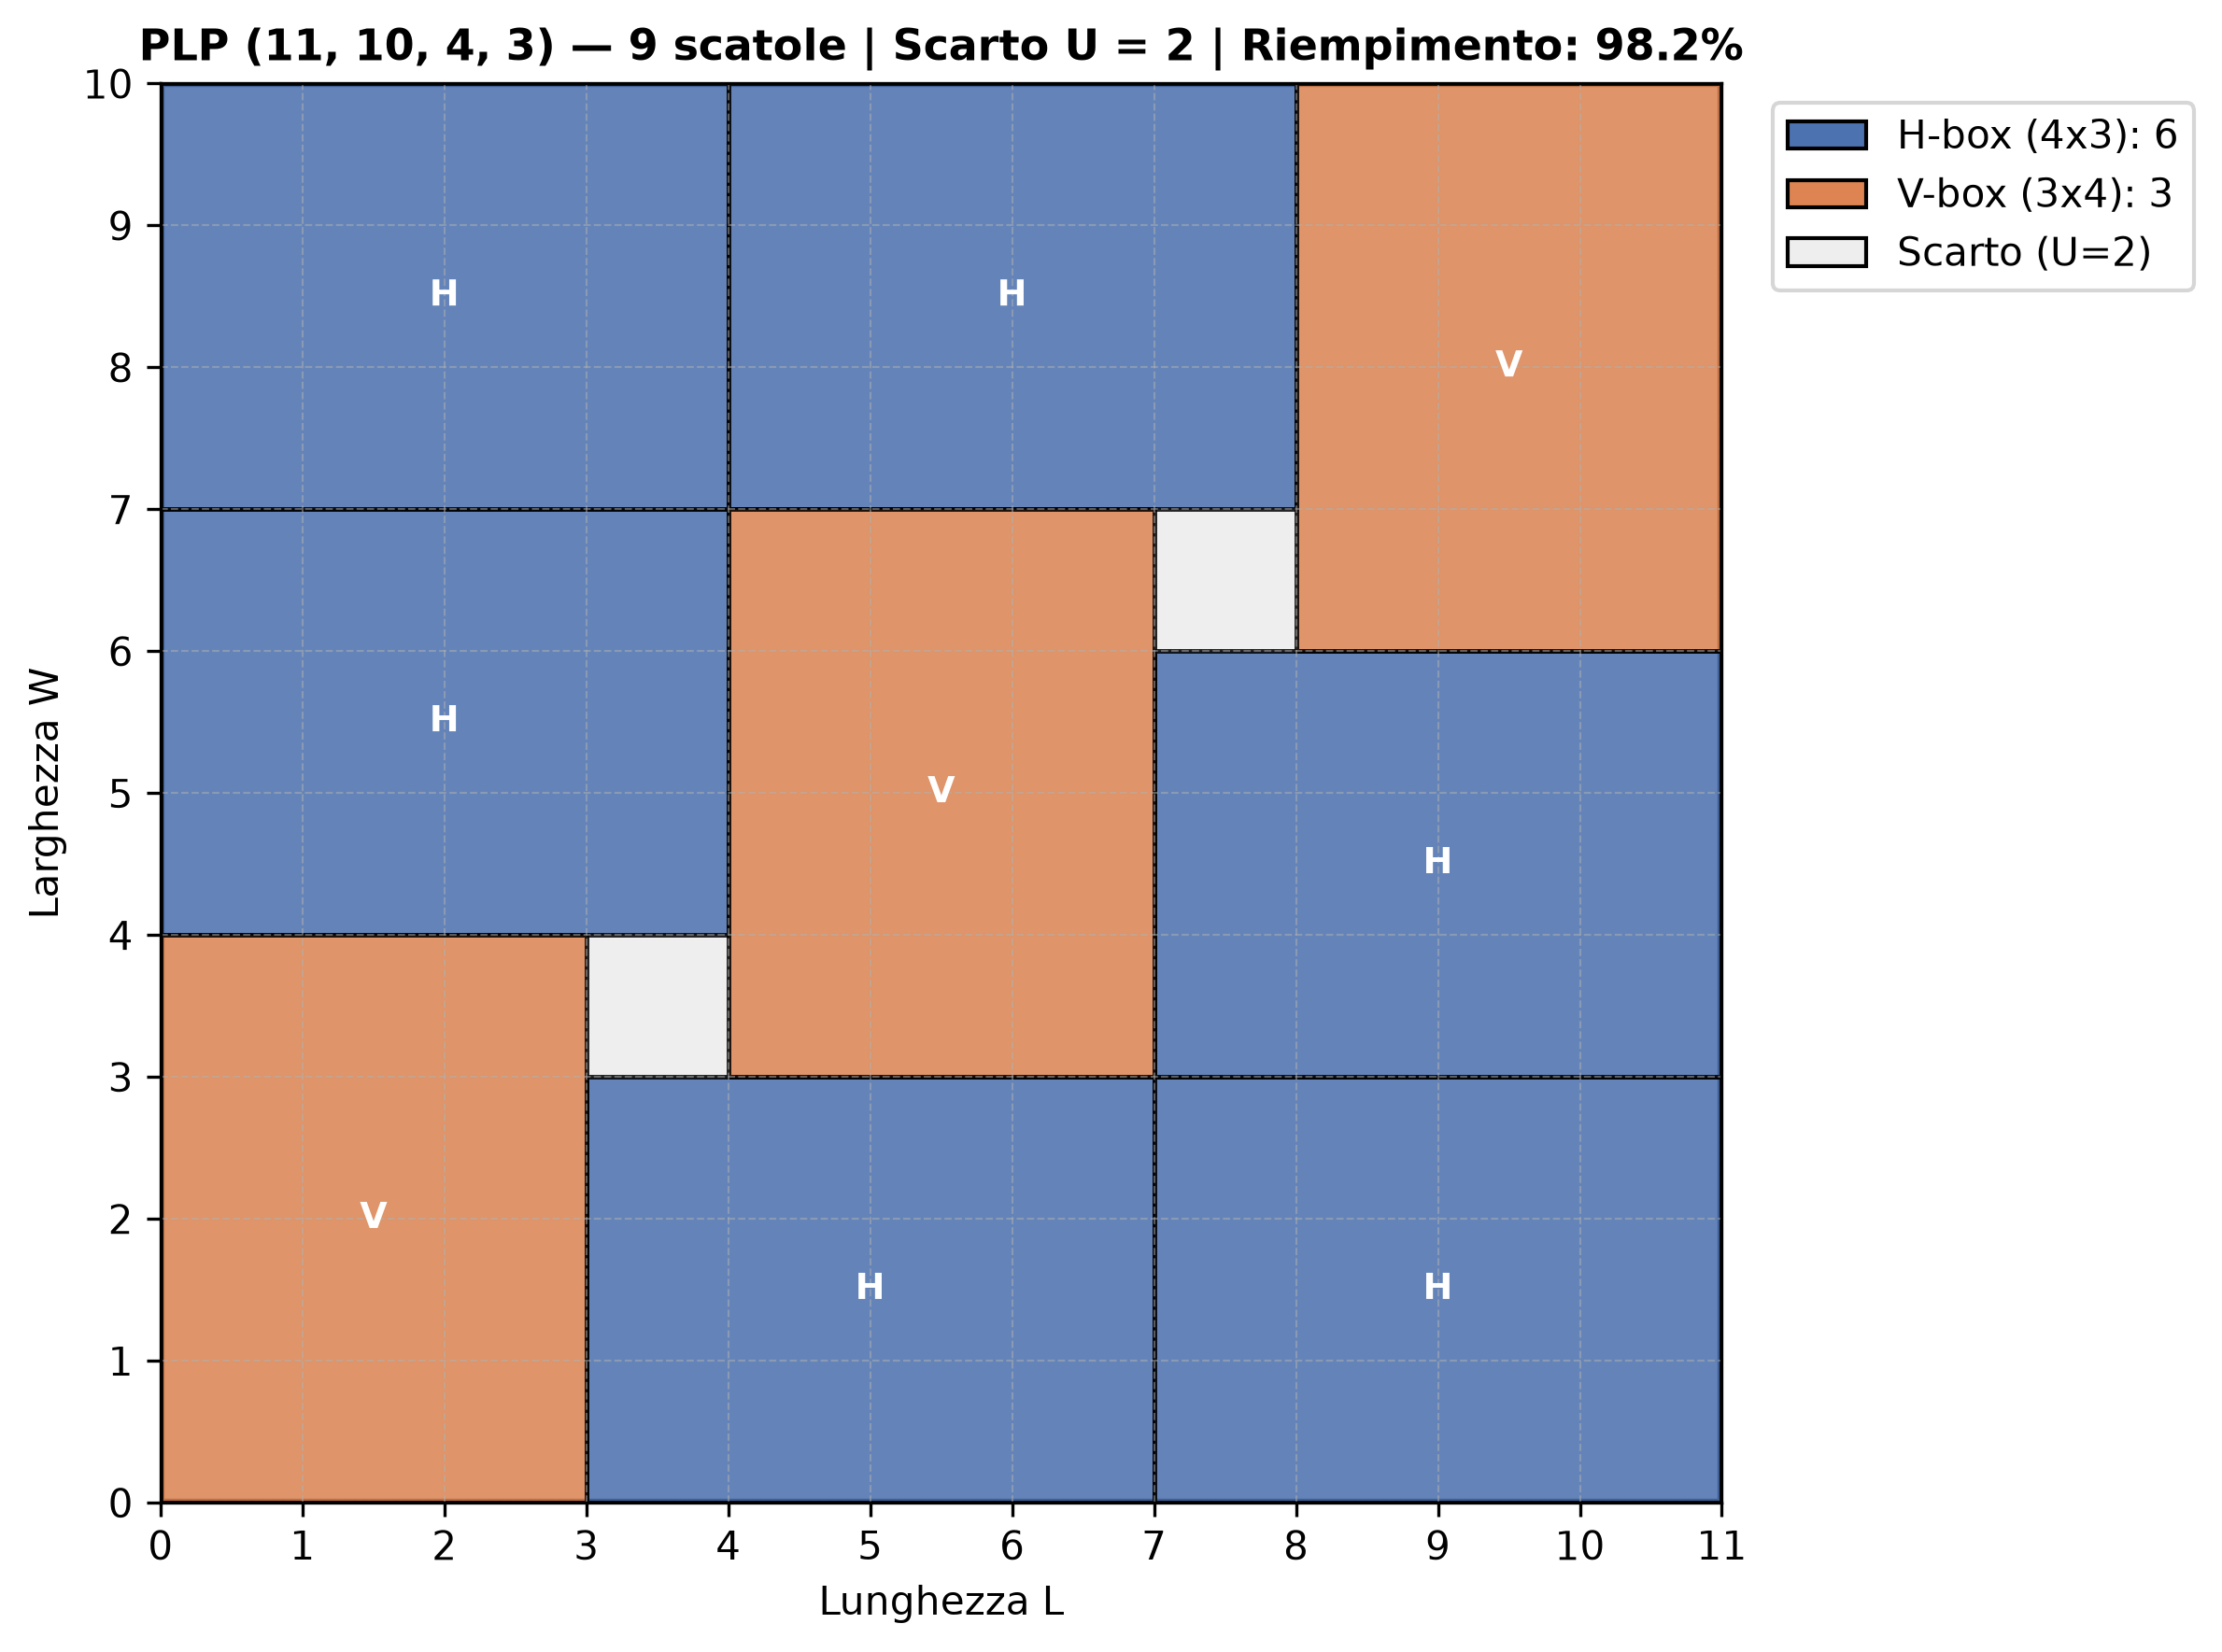 PLP (11, 10, 4, 3) — 9 scatole | Scarto U = 2 | Riempimento: 98.2%
H-box (4x3): 6
V-box (3x4): 3
Scarto (U=2)
10
9
8
7
6
5
4
3
2
1
0
Larghezza W
H
H
V
H
V
H
V
H
H
0 1 2 3 4 5 6 7 8 9 10 11
Lunghezza L